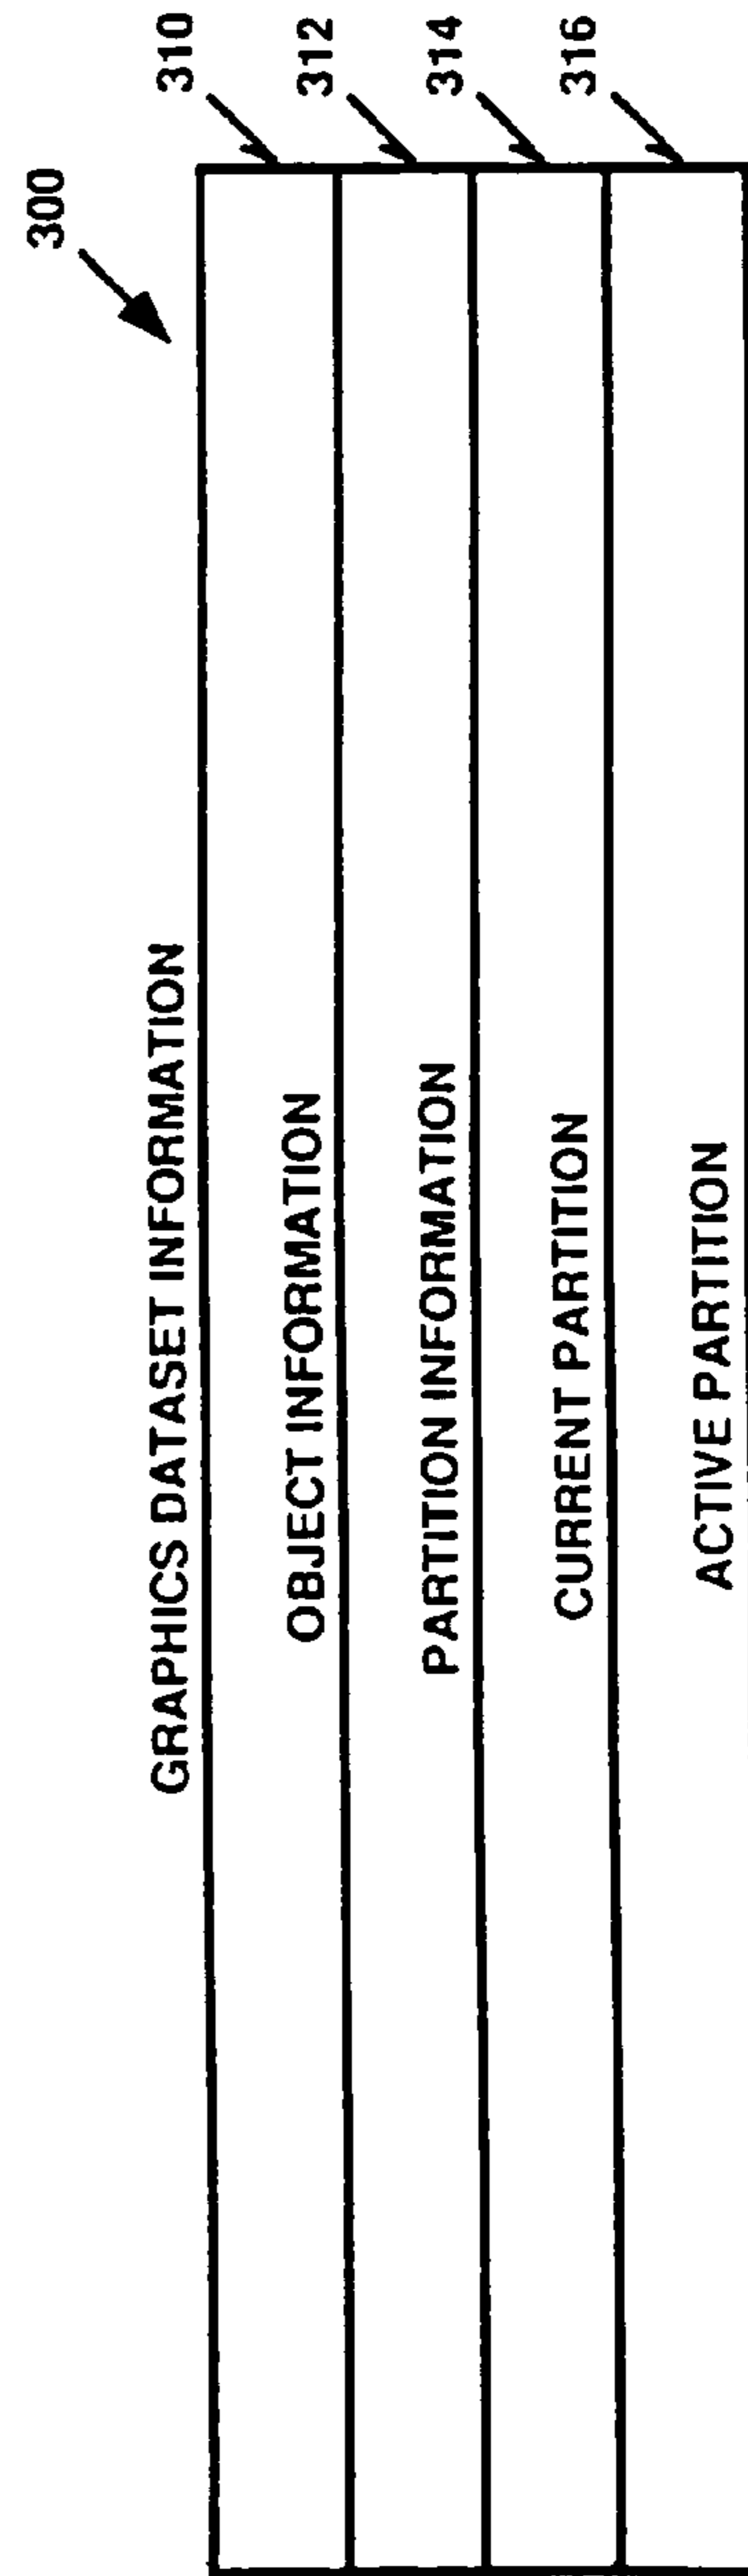 300
GRAPHICS DATASET INFORMATION
310
OBJECT INFORMATION
312
PARTITION INFORMATION
314
CURRENT PARTITION
316
ACTIVE PARTITION